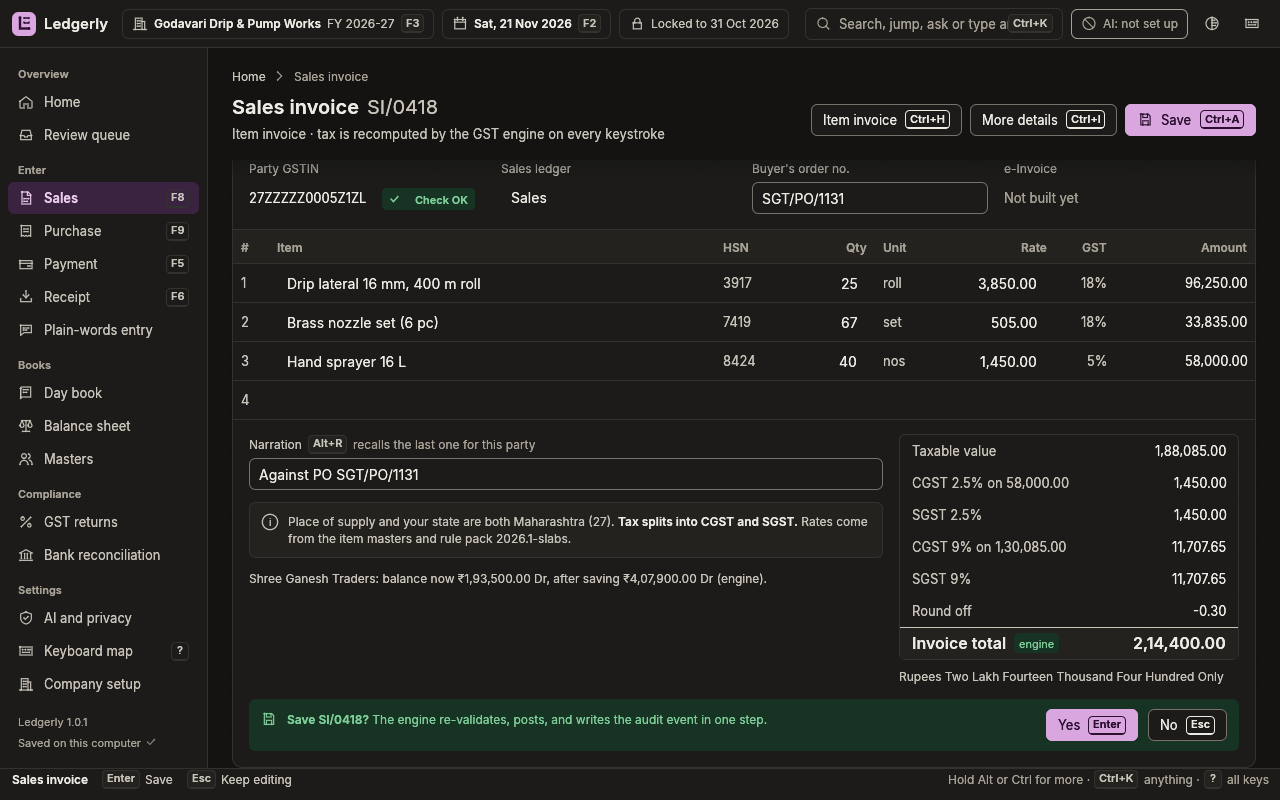 Ledgerly
Godavari Drip & Pump Works FY 2026-27 F3
Sat, 21 Nov 2026 F2
Locked to 31 Oct 2026
Search, jump, ask or type a Ctrl+K
AI: not set up
Overview
Home
Review queue
Enter
Sales F8
Purchase F9
Payment F5
Receipt F6
Plain-words entry
Books
Day book
Balance sheet
Masters
Compliance
GST returns
Bank reconciliation
Settings
AI and privacy
Keyboard map ?
Company setup
Ledgerly 1.0.1
Saved on this computer
Home > Sales invoice
Sales invoice SI/0418
Item invoice · tax is recomputed by the GST engine on every keystroke
Item invoice Ctrl+H
More details Ctrl+I
Save Ctrl+A
Party GSTIN Sales ledger Buyer's order no. e-Invoice
27ZZZZZ0005Z1ZL Check OK Sales SGT/PO/1131 Not built yet
# Item HSN Qty Unit Rate GST Amount
1 Drip lateral 16 mm, 400 m roll 3917 25 roll 3,850.00 18% 96,250.00
2 Brass nozzle set (6 pc) 7419 67 set 505.00 18% 33,835.00
3 Hand sprayer 16 L 8424 40 nos 1,450.00 5% 58,000.00
4
Narration Alt+R recalls the last one for this party
Against PO SGT/PO/1131
Place of supply and your state are both Maharashtra (27). Tax splits into CGST and SGST. Rates come
from the item masters and rule pack 2026.1-slabs.
Shree Ganesh Traders: balance now ₹1,93,500.00 Dr, after saving ₹4,07,900.00 Dr (engine).
Taxable value 1,88,085.00
CGST 2.5% on 58,000.00 1,450.00
SGST 2.5% 1,450.00
CGST 9% on 1,30,085.00 11,707.65
SGST 9% 11,707.65
Round off -0.30
Invoice total engine 2,14,400.00
Rupees Two Lakh Fourteen Thousand Four Hundred Only
Save SI/0418? The engine re-validates, posts, and writes the audit event in one step.
Yes Enter
No Esc
Sales invoice Enter Save Esc Keep editing
Hold Alt or Ctrl for more · Ctrl+K anything · ? all keys